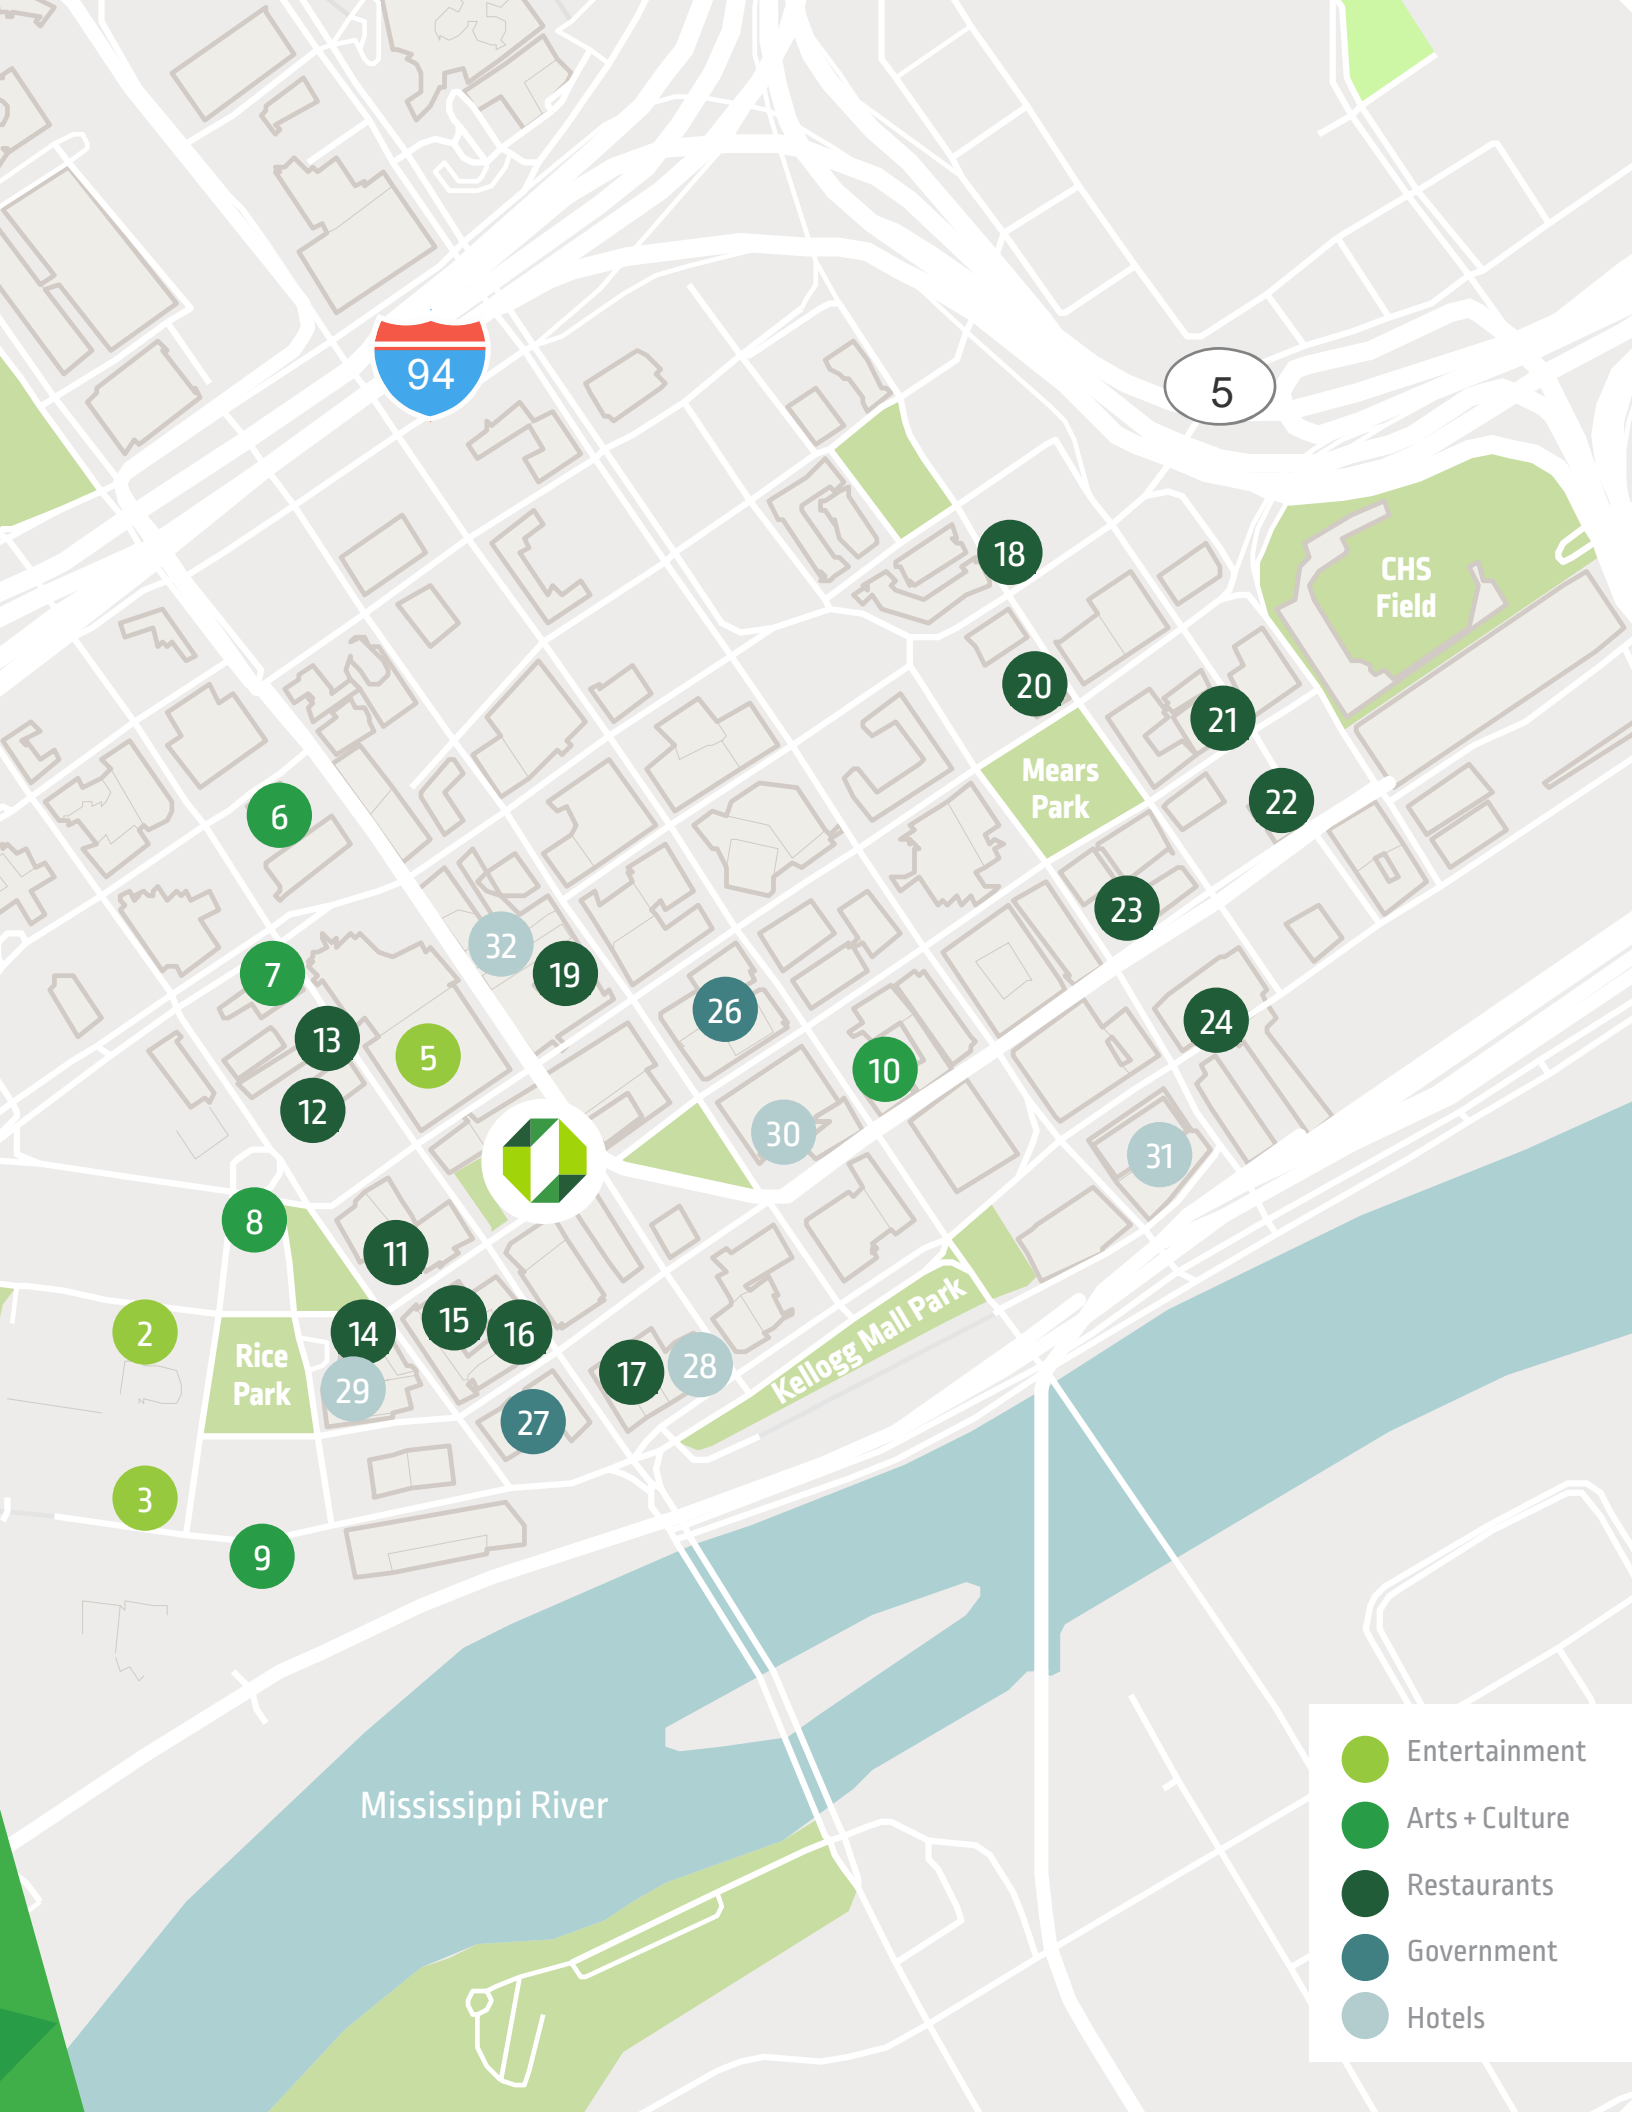 94
5
18
CHS
Field
20
21
Mears
Park
22
6
23
32
19
7
26
24
13
5
10
12
30
31
8
11
15
14
16
2
Rice
Park
29
17
28
Kellogg Mall Park
27
3
9
Mississippi River
Entertainment
Arts + Culture
Restaurants
Government
Hotels